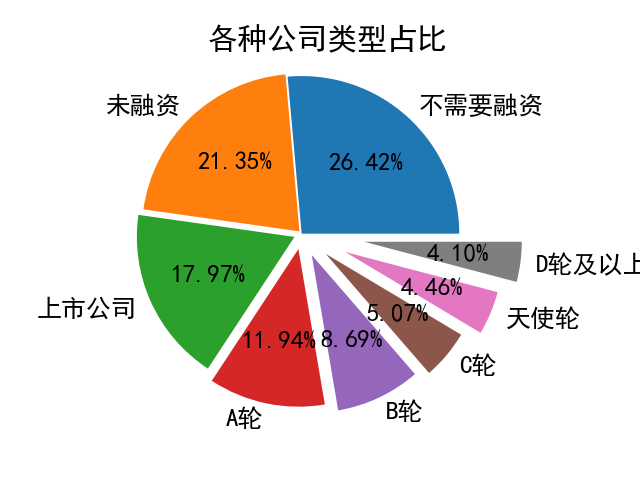 各种公司类型占比
不需要融资
26.42%
未融资
21.35%
上市公司
17.97%
A轮
11.94%
B轮
8.69%
C轮
5.07%
天使轮
4.46%
D轮及以上
4.10%